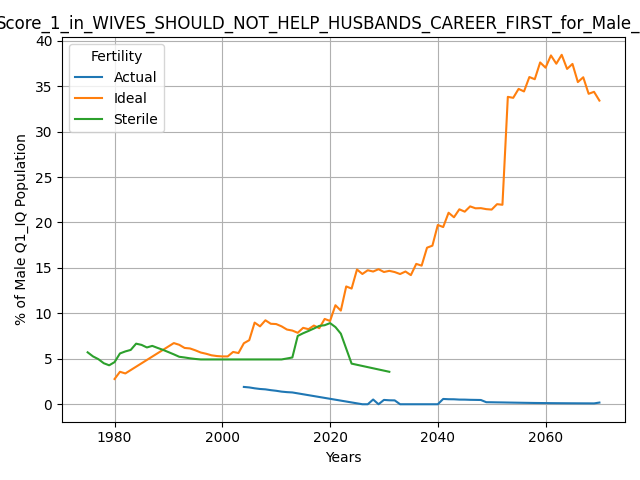 Score_1_in_WIVES_SHOULD_NOT_HELP_HUSBANDS_CAREER_FIRST_for_Male_
Fertility
Actual
Ideal
Sterile
% of Male Q1_IQ Population
40
35
30
25
20
15
10
5
0
1980 2000 2020 2040 2060
Years